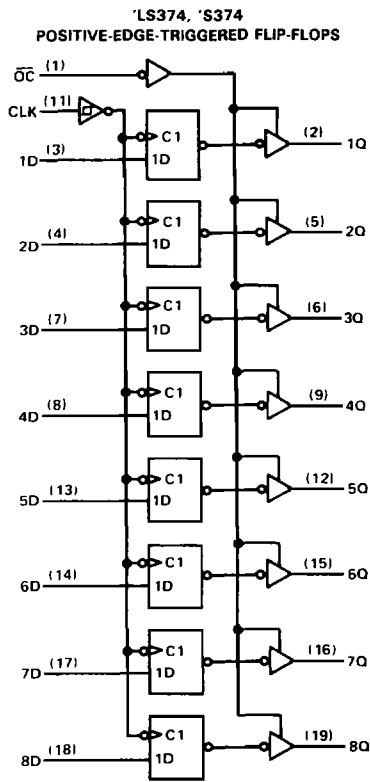 'LS374, 'S374
POSITIVE-EDGE-TRIGGERED FLIP-FLOPS
OC (1)
CLK (11)
C1
1D (3) 1D (2) 1Q
C1
2D (4) 1D (5) 2Q
C1
3D (7) 1D (6) 3Q
C1
4D (8) 1D (9) 4Q
C1
5D (13) 1D (12) 5Q
C1
6D (14) 1D (15) 6Q
C1
7D (17) 1D (16) 7Q
C1
8D (18) 1D (19) 8Q